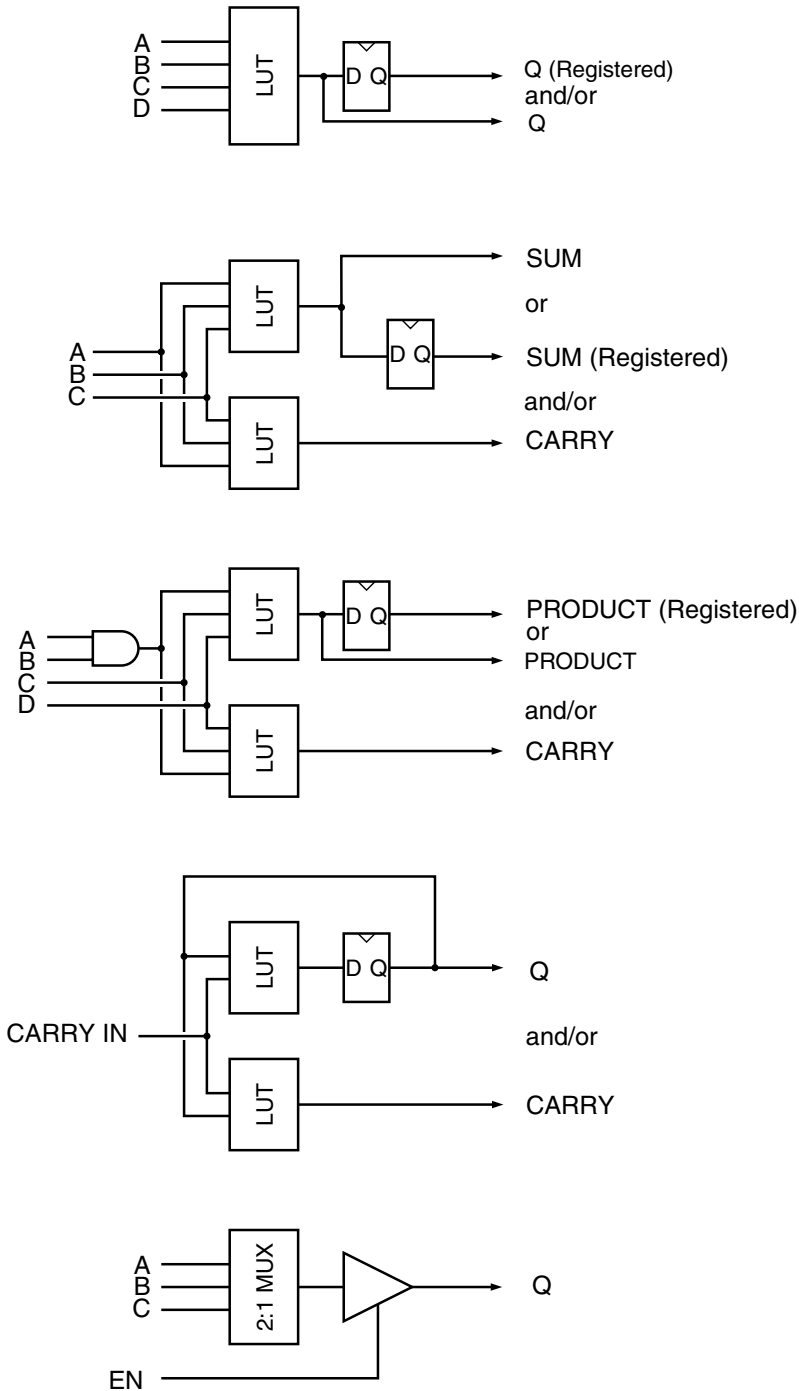 A
B
C
D
LUT
D Q
Q (Registered)
and/or
Q
A
B
C
LUT
LUT
D Q
SUM
or
SUM (Registered)
and/or
CARRY
A
B
C
D
LUT
LUT
D Q
PRODUCT (Registered)
or
PRODUCT
and/or
CARRY
CARRY IN
LUT
LUT
D Q
Q
and/or
CARRY
A
B
C
2:1 MUX
EN
Q